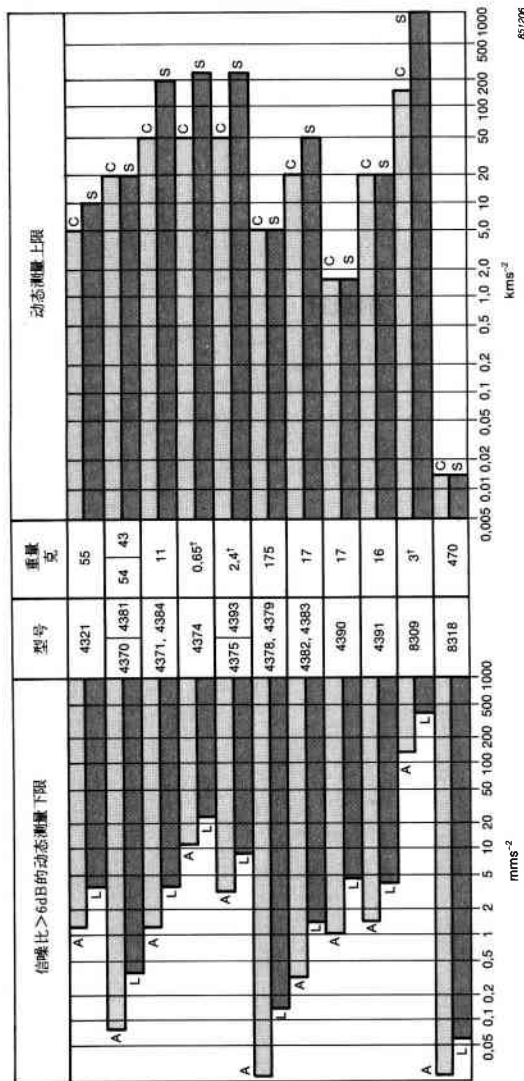 信噪比＞6dB的动态测量下限
型号
重量
克
动态测量上限
A
L
4321
55
C
S
A
L
4370 4381
54 43
C
S
A
L
4371, 4384
11
C
S
A
L
4374
0,65†
C
S
A
L
4375 4393
2,4†
C
S
A
L
4378, 4379
175
C
S
A
L
4382, 4383
17
C
S
A
L
4390
17
C
S
A
L
4391
16
C
S
A
L
8309
3†
C
S
A
L
8318
470
C
S
0,05 0,1 0,2 0,5 1 2 5 10 20 50 100 200 500 1000
0,005 0.01 0,02 0,05 0,1 0,2 0,5 1,0 2,0 5,0 10 20 50 100 200 500 1000
mms⁻²
kms⁻²
851206